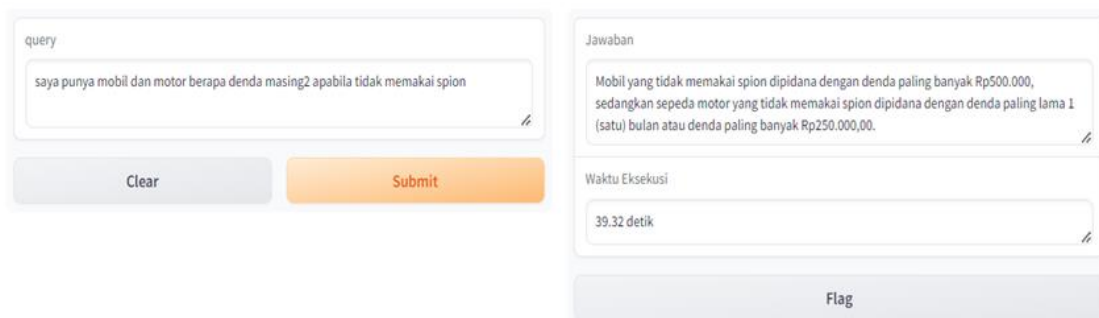 query
saya punya mobil dan motor berapa denda masing2 apabila tidak memakai spion
Clear
Submit
Jawaban
Mobil yang tidak memakai spion dipidana dengan denda paling banyak Rp500.000,
sedangkan sepeda motor yang tidak memakai spion dipidana dengan denda paling lama 1
(satu) bulan atau denda paling banyak Rp250.000,00.
Waktu Eksekusi
39.32 detik
Flag